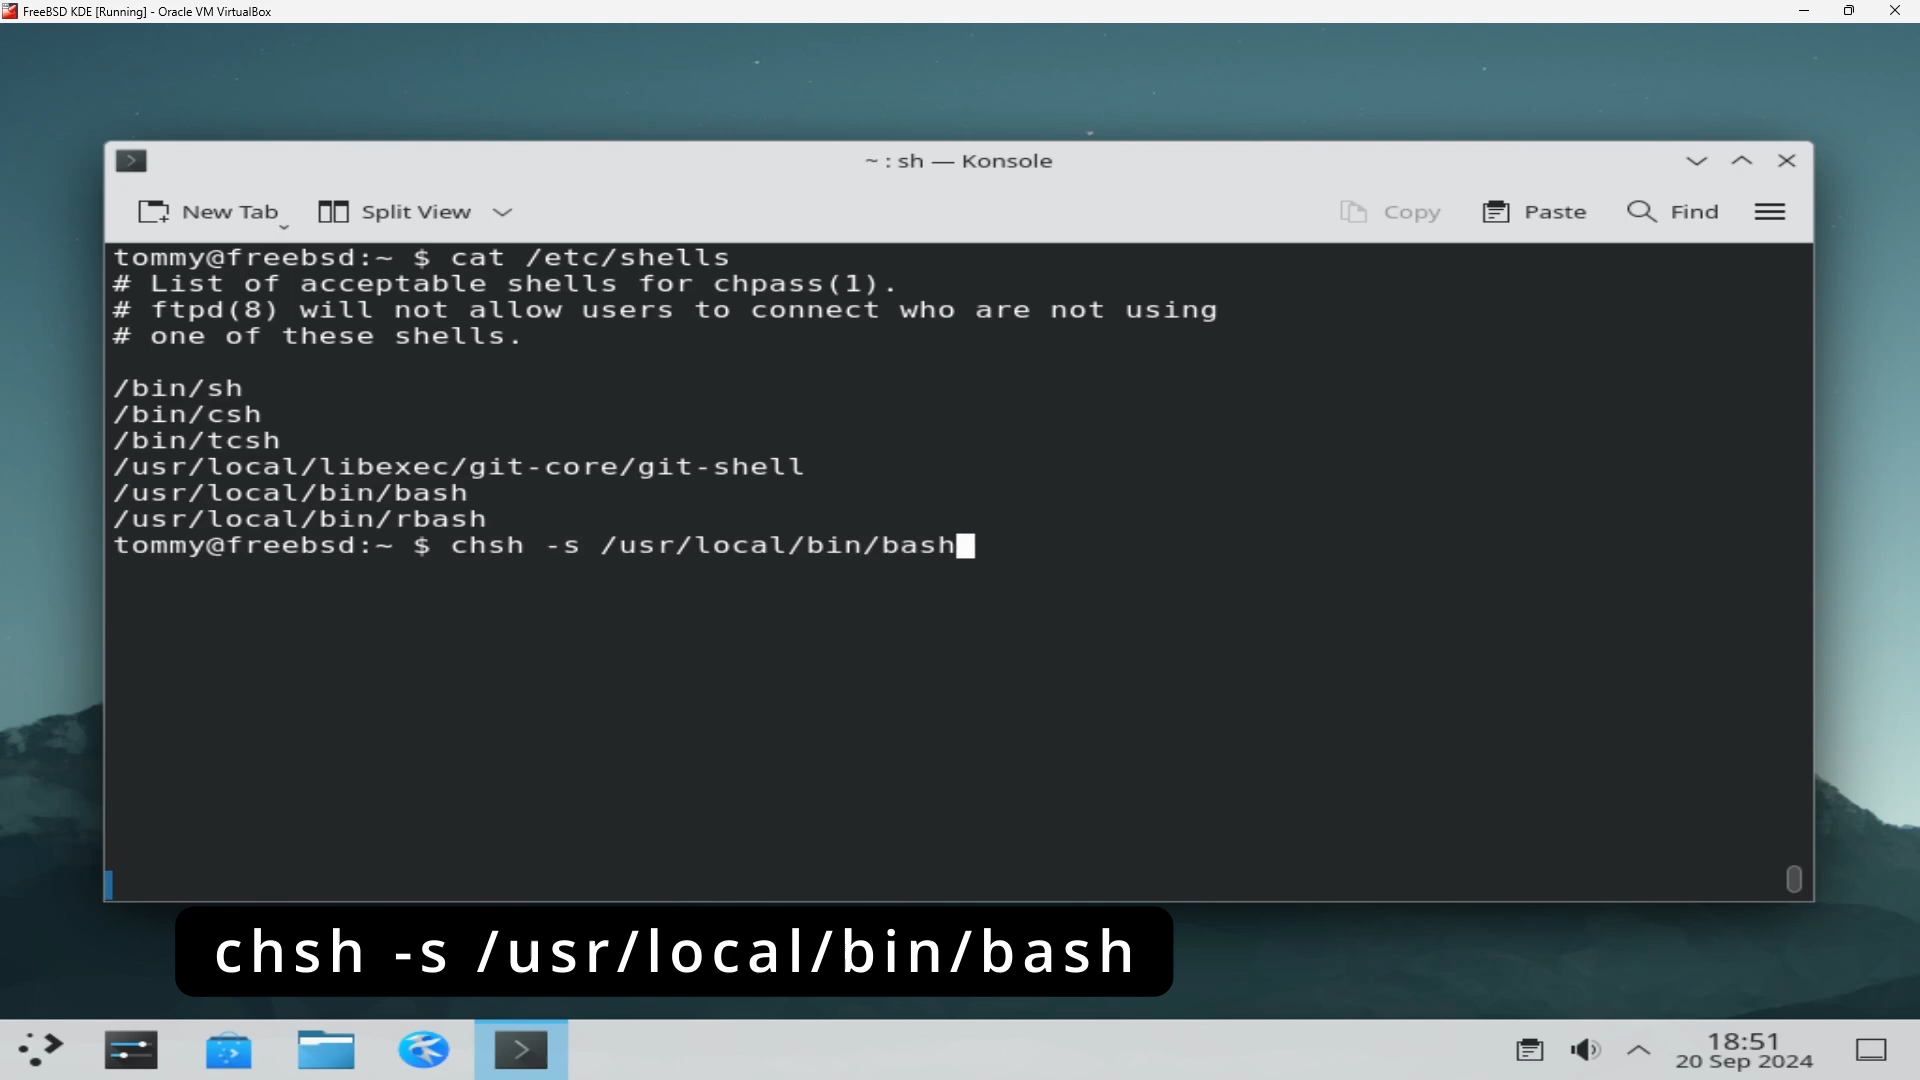 FreeBSD KDE [Running] - Oracle VM VirtualBox
~ : sh — Konsole
New Tab Split View Copy Paste Find
tommy@freebsd:~ $ cat /etc/shells
# List of acceptable shells for chpass(1).
# ftpd(8) will not allow users to connect who are not using
# one of these shells.
/bin/sh
/bin/csh
/bin/tcsh
/usr/local/libexec/git-core/git-shell
/usr/local/bin/bash
/usr/local/bin/rbash
tommy@freebsd:~ $ chsh -s /usr/local/bin/bash
chsh -s /usr/local/bin/bash
18:51
20 Sep 2024